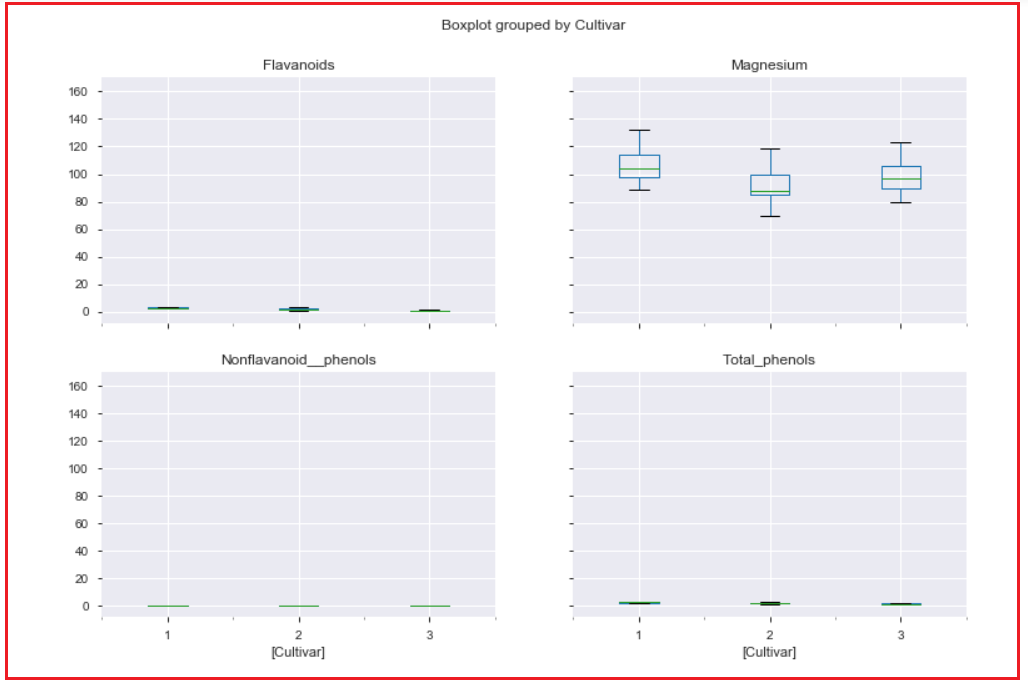 Boxplot grouped by Cultivar
Flavanoids
Magnesium
160
140
120
100
80
60
40
20
0
Nonflavanoid__phenols
Total_phenols
160
140
120
100
80
60
40
20
0
1 2 3
[Cultivar]
1 2 3
[Cultivar]